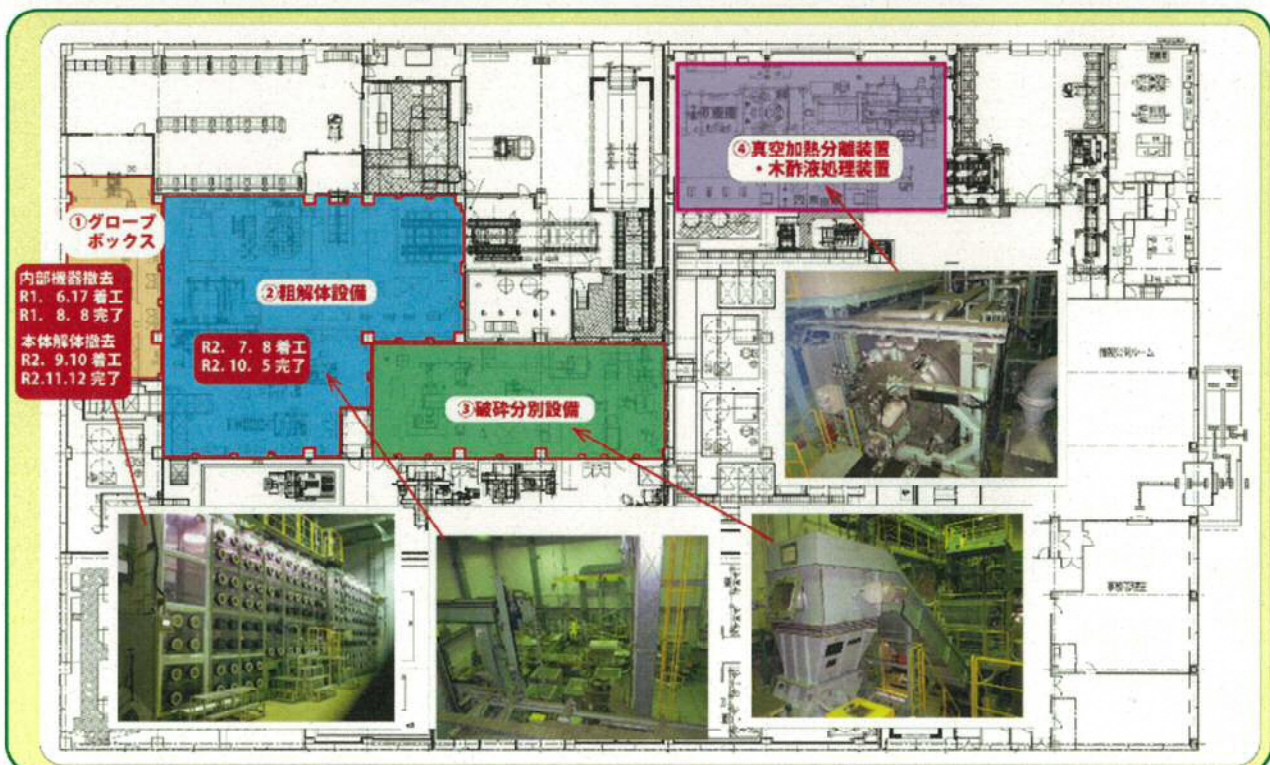 ①グローブ
ボックス
内部機器撤去
R1. 6.17 着工
R1. 8. 8 完了
本体解体撤去
R2. 9.10 着工
R2.11.12 完了
②粗解体設備
R2. 7. 8 着工
R2. 10. 5 完了
③破砕分別設備
④真空加熱分離装置
・木酢液処理装置